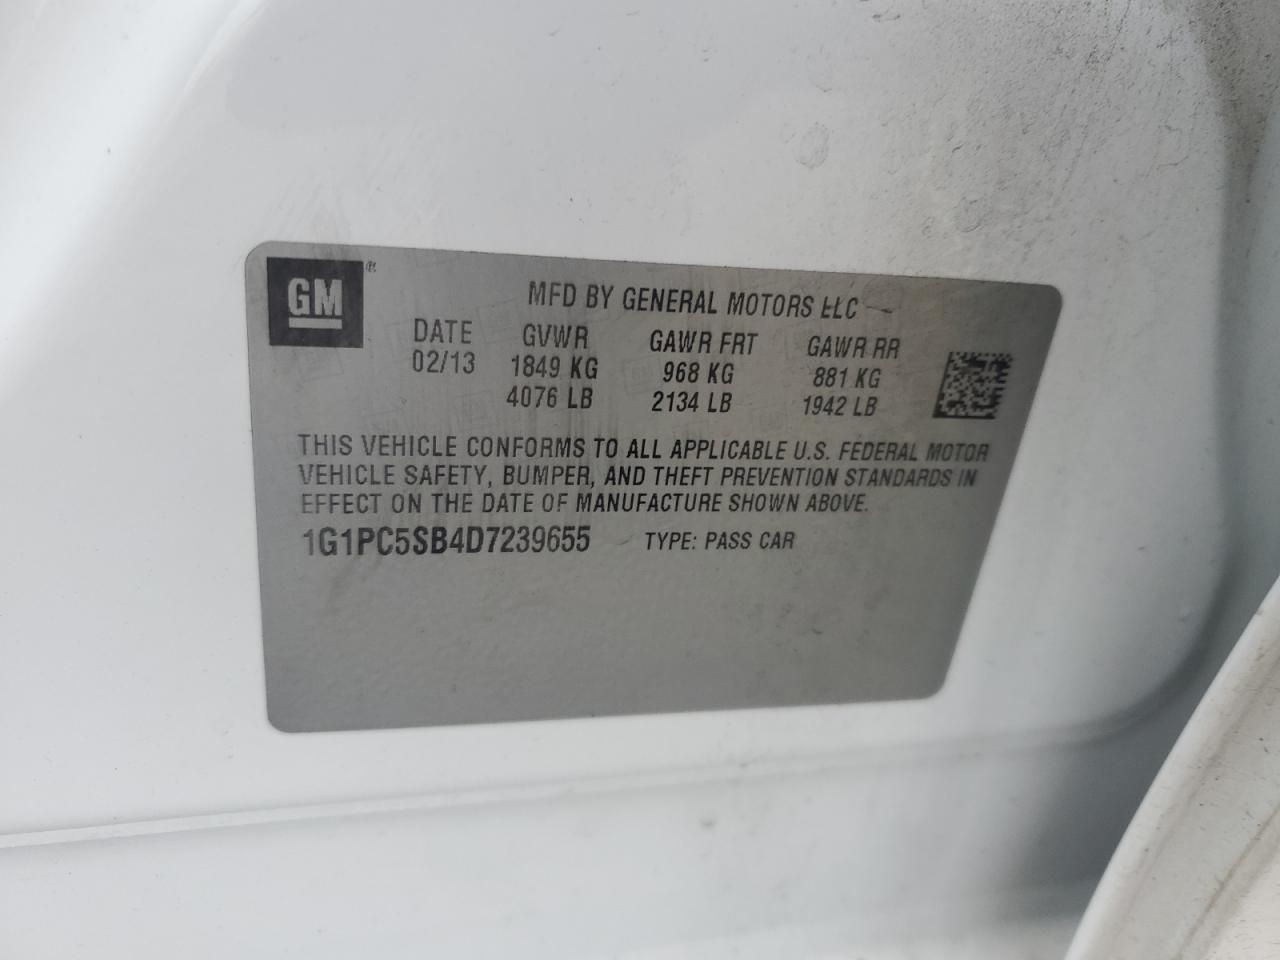 GM ®
MFD BY GENERAL MOTORS LLC
DATE GVWR GAWR FRT GAWR RR
02/13 1849 KG 968 KG 881 KG
4076 LB 2134 LB 1942 LB
THIS VEHICLE CONFORMS TO ALL APPLICABLE U.S. FEDERAL MOTOR
VEHICLE SAFETY, BUMPER, AND THEFT PREVENTION STANDARDS IN
EFFECT ON THE DATE OF MANUFACTURE SHOWN ABOVE.
1G1PC5SB4D7239655 TYPE: PASS CAR